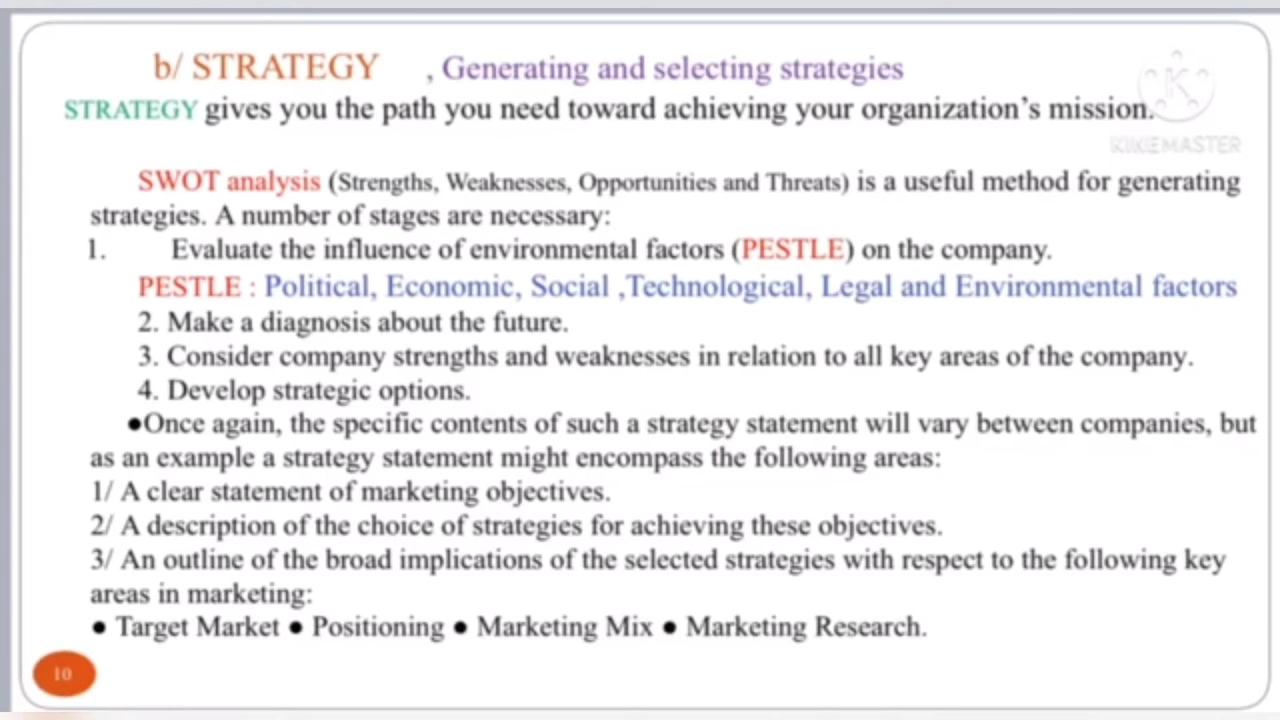 b/ STRATEGY , Generating and selecting strategies
STRATEGY gives you the path you need toward achieving your organization's mission.
K
KINEMASTER
SWOT analysis (Strengths, Weaknesses, Opportunities and Threats) is a useful method for generating
strategies. A number of stages are necessary:
1. Evaluate the influence of environmental factors (PESTLE) on the company.
PESTLE : Political, Economic, Social ,Technological, Legal and Environmental factors
2. Make a diagnosis about the future.
3. Consider company strengths and weaknesses in relation to all key areas of the company.
4. Develop strategic options.
●Once again, the specific contents of such a strategy statement will vary between companies, but
as an example a strategy statement might encompass the following areas:
1/ A clear statement of marketing objectives.
2/ A description of the choice of strategies for achieving these objectives.
3/ An outline of the broad implications of the selected strategies with respect to the following key
areas in marketing:
● Target Market ● Positioning ● Marketing Mix ● Marketing Research.
10